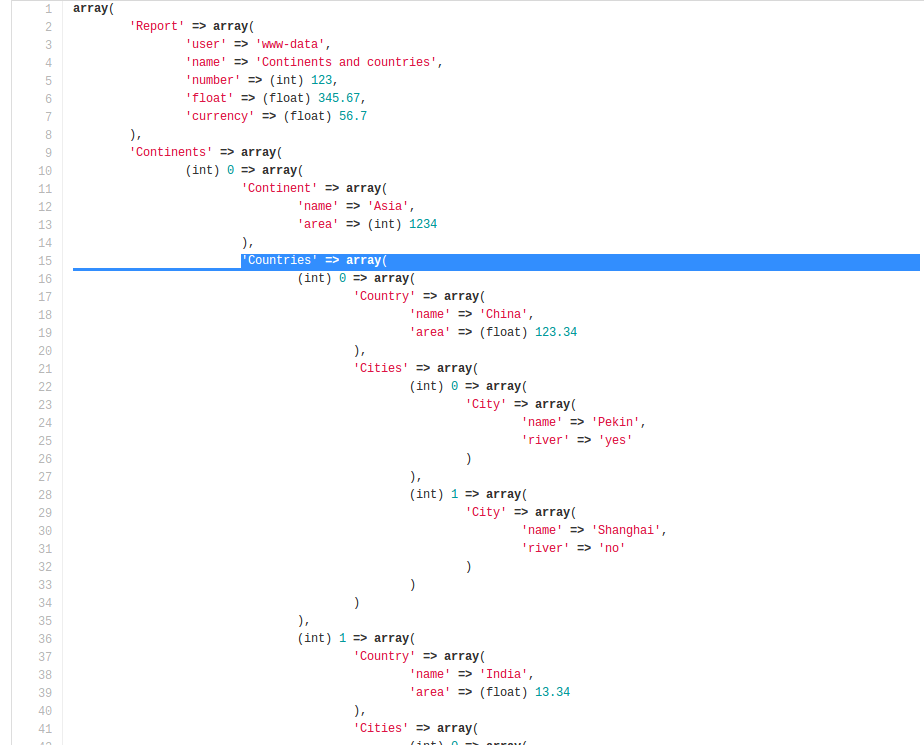 1 array(
2 'Report' => array(
3 'user' => 'www-data',
4 'name' => 'Continents and countries',
5 'number' => (int) 123,
6 'float' => (float) 345.67,
7 'currency' => (float) 56.7
8 ),
9 'Continents' => array(
10 (int) 0 => array(
11 'Continent' => array(
12 'name' => 'Asia',
13 'area' => (int) 1234
14 ),
15 'Countries' => array(
16 (int) 0 => array(
17 'Country' => array(
18 'name' => 'China',
19 'area' => (float) 123.34
20 ),
21 'Cities' => array(
22 (int) 0 => array(
23 'City' => array(
24 'name' => 'Pekin',
25 'river' => 'yes'
26 )
27 ),
28 (int) 1 => array(
29 'City' => array(
30 'name' => 'Shanghai',
31 'river' => 'no'
32 )
33 )
34 )
35 ),
36 (int) 1 => array(
37 'Country' => array(
38 'name' => 'India',
39 'area' => (float) 13.34
40 ),
41 'Cities' => array(
42 (int) 0 => array(